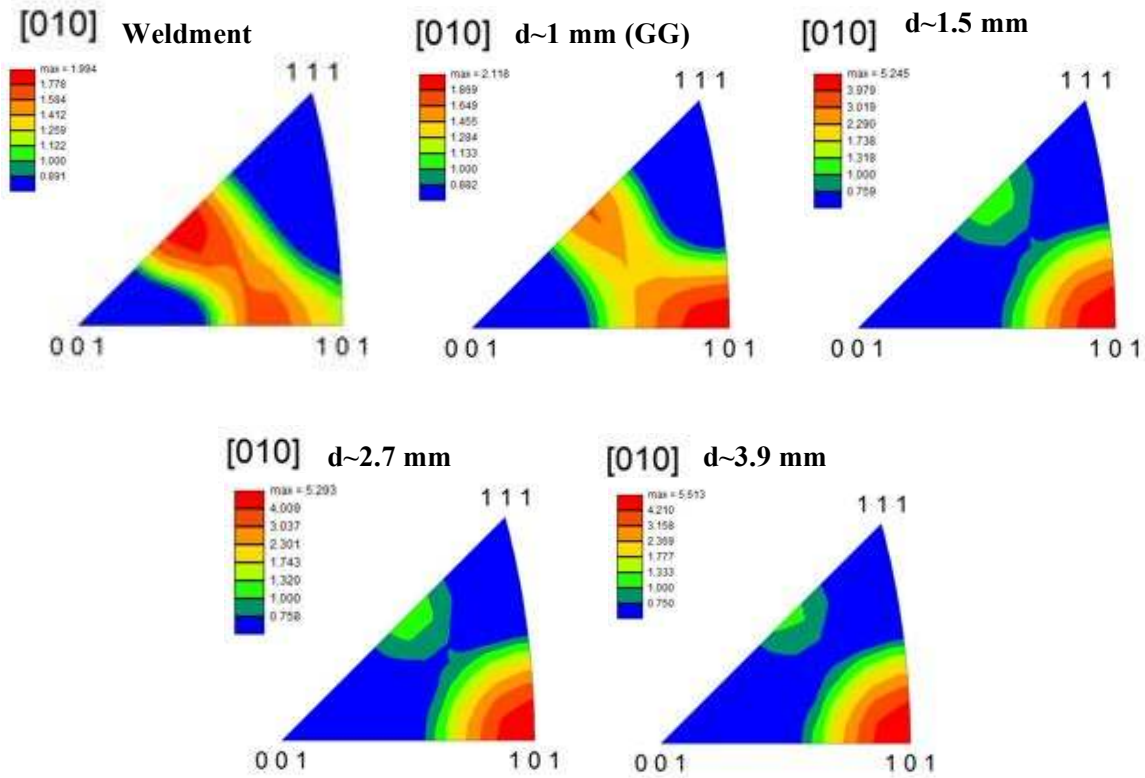 [010] Weldment
max = 1.994
1.778
1.584
1.412
1.259
1.122
1.000
0.891
1 1 1
0 0 1
1 0 1
[010] d~1 mm (GG)
max = 2.118
1.869
1.649
1.455
1.284
1.133
1.000
0.882
1 1 1
0 0 1
1 0 1
[010] d~1.5 mm
max = 5.245
3.979
3.019
2.290
1.738
1.318
1.000
0.759
1 1 1
0 0 1
1 0 1
[010] d~2.7 mm
max = 5.293
4.009
3.037
2.301
1.743
1.320
1.000
0.758
1 1 1
0 0 1
1 0 1
[010] d~3.9 mm
max = 5.513
4.210
3.158
2.369
1.777
1.333
1.000
0.750
1 1 1
0 0 1
1 0 1